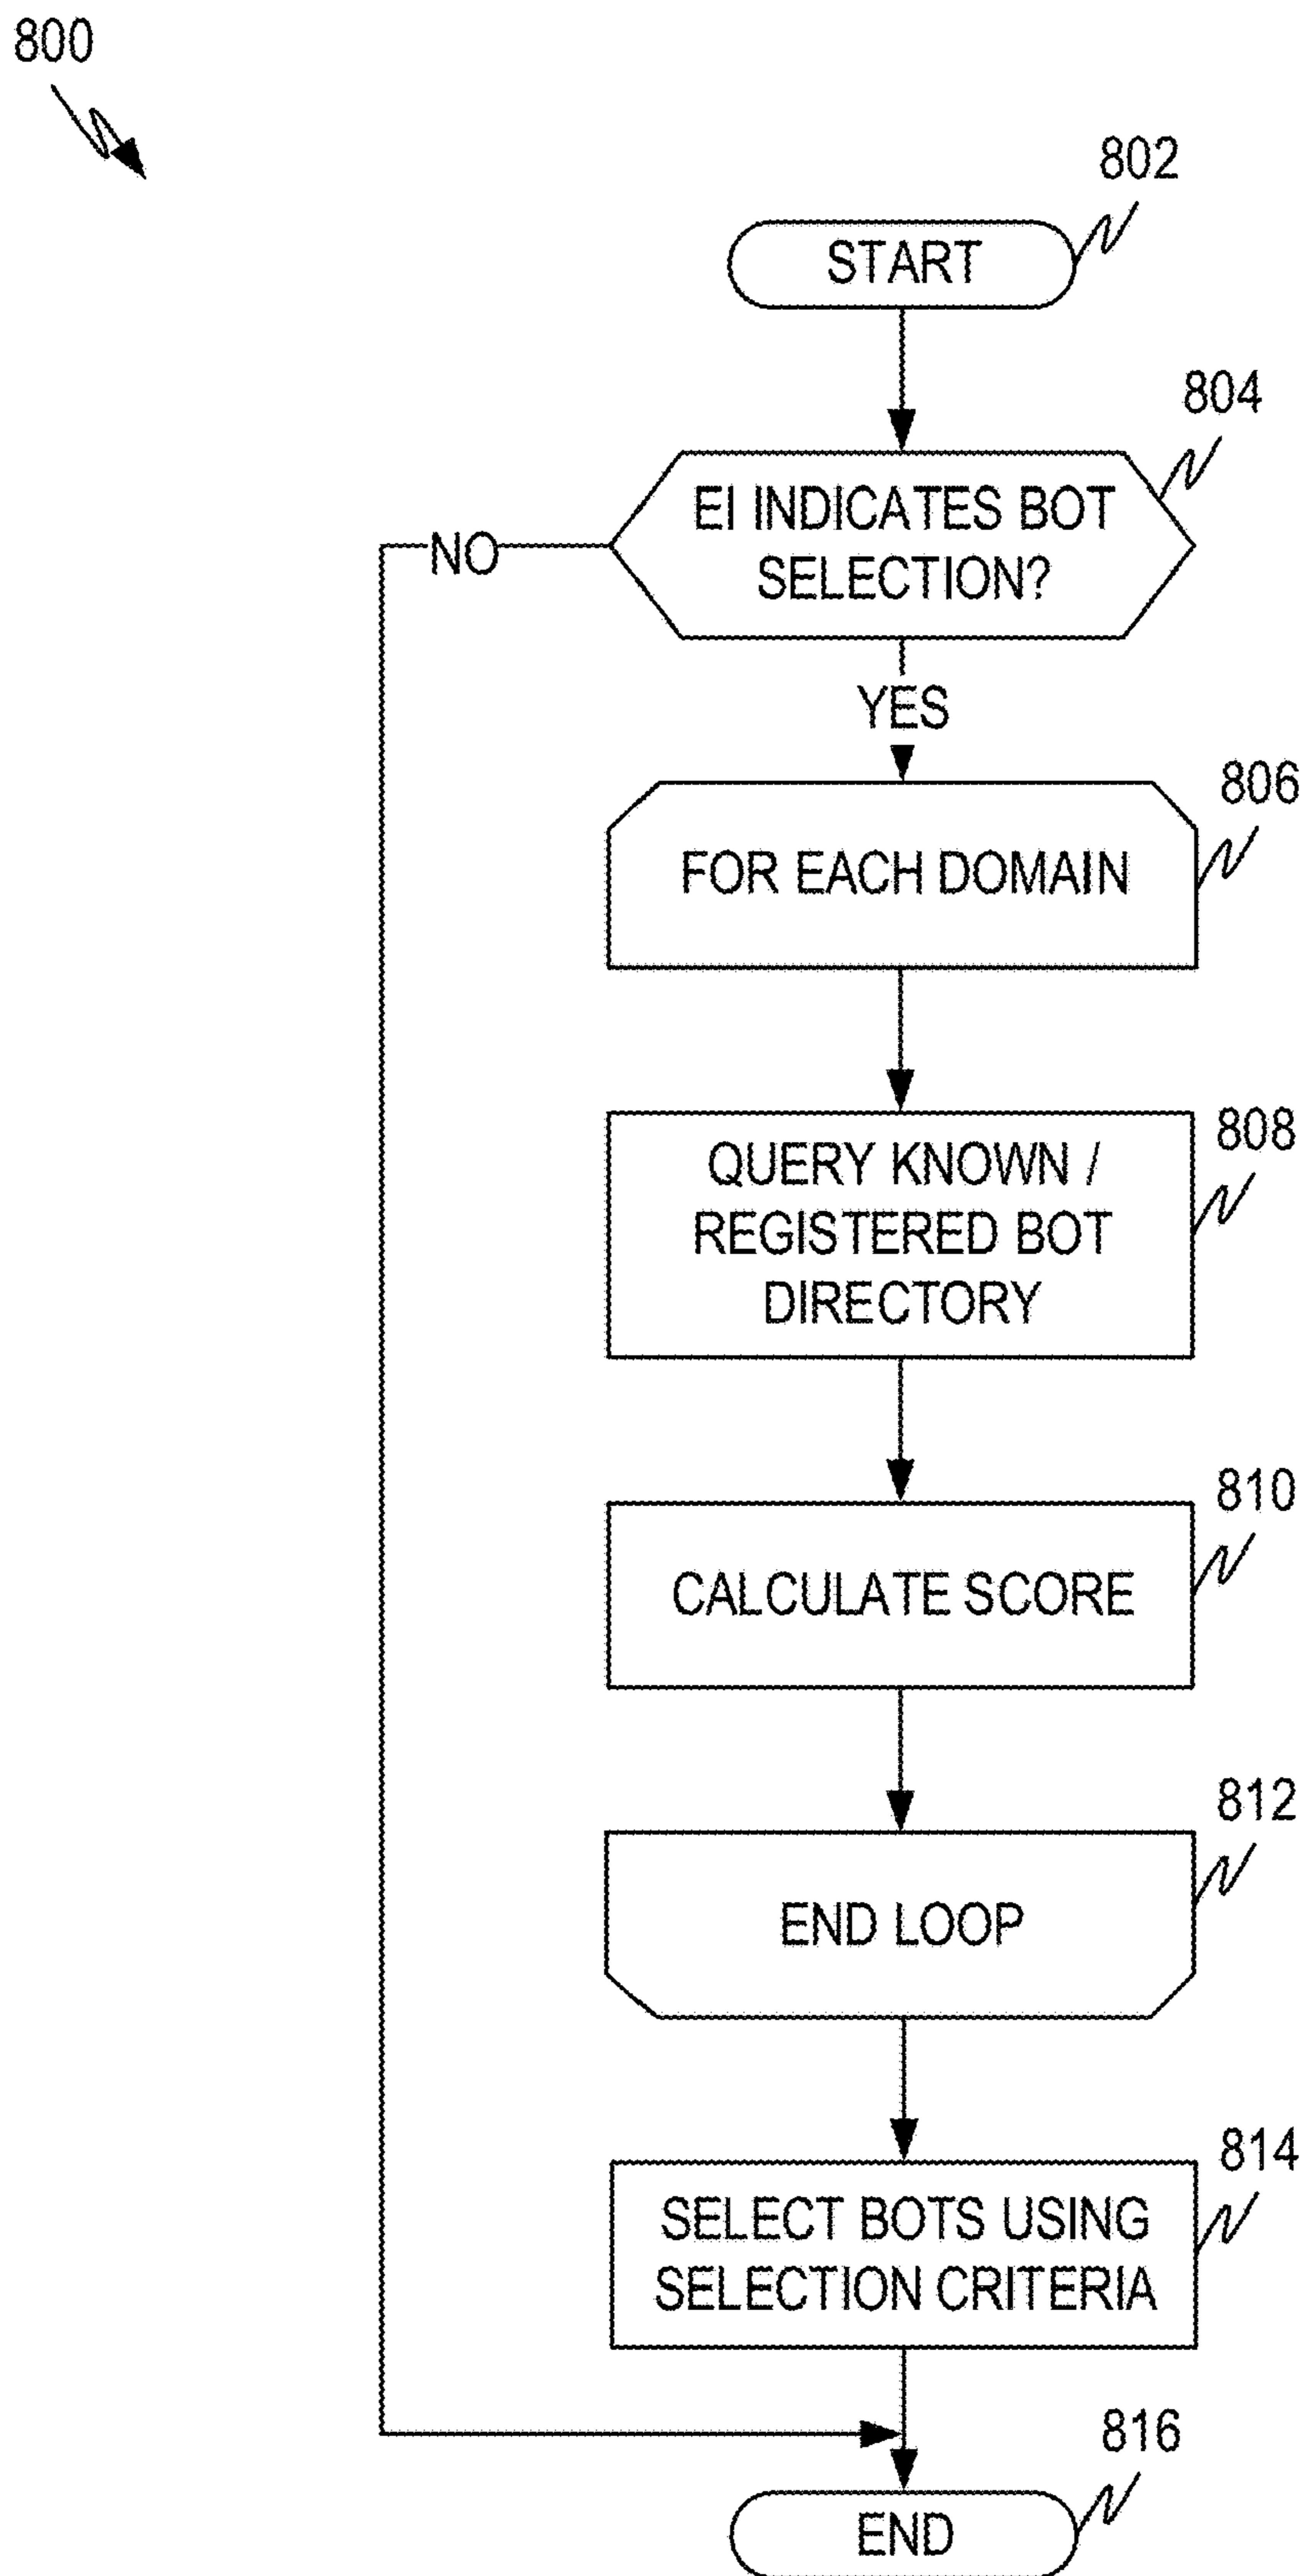 800
802
START
804
EI INDICATES BOT
SELECTION?
NO
YES
806
FOR EACH DOMAIN
808
QUERY KNOWN /
REGISTERED BOT
DIRECTORY
810
CALCULATE SCORE
812
END LOOP
814
SELECT BOTS USING
SELECTION CRITERIA
816
END